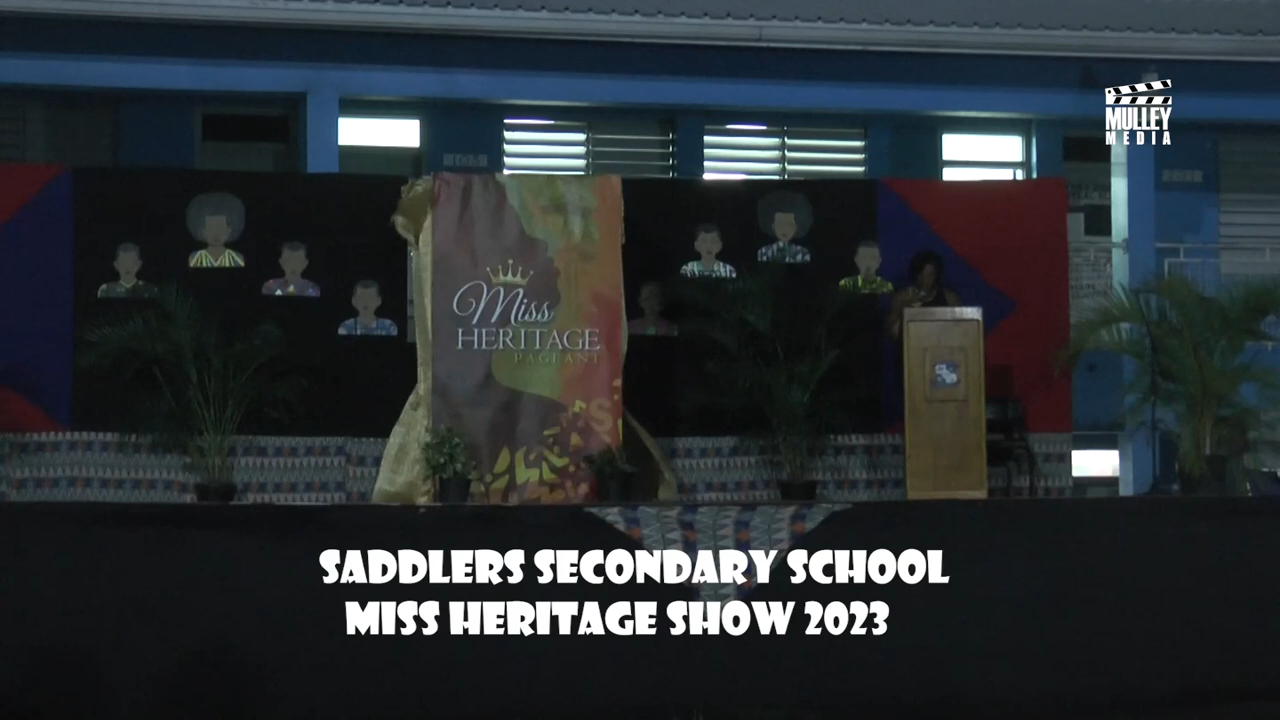 MULLEY
MEDIA
Miss
HERITAGE
PAGEANT
SADDLERS SECONDARY SCHOOL
MISS HERITAGE SHOW 2023